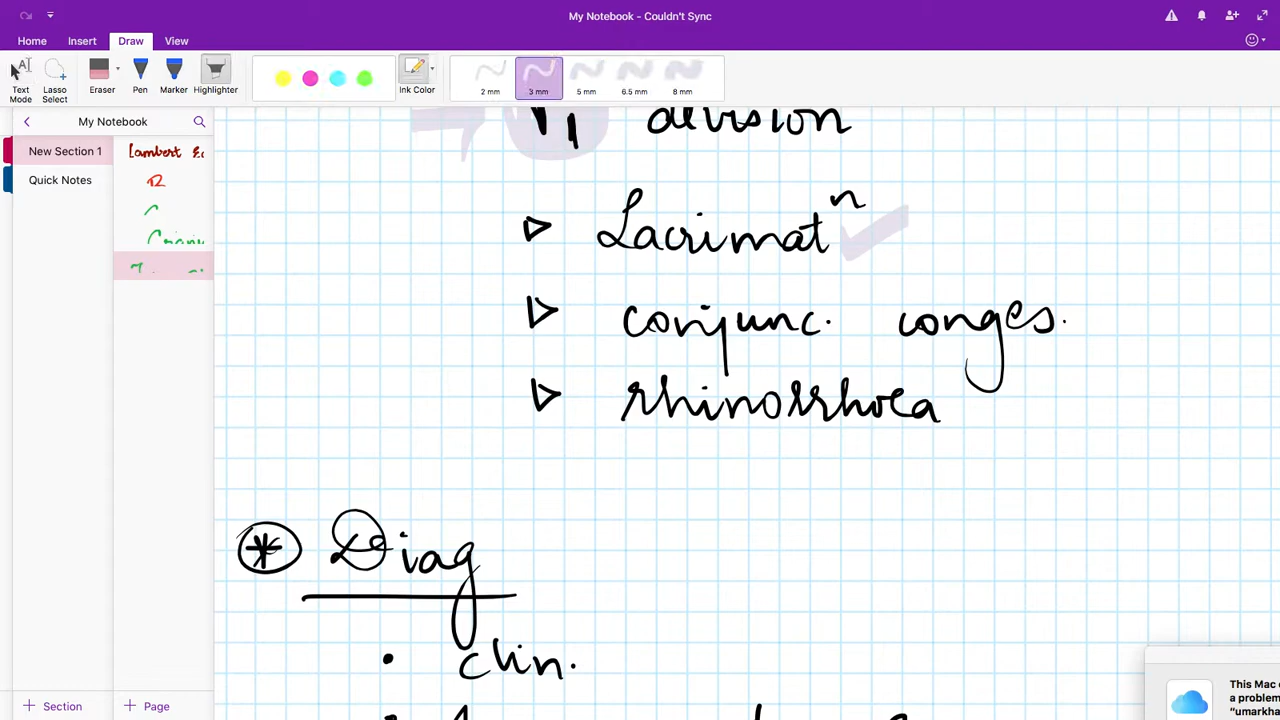 My Notebook - Couldn't Sync
Home Insert Draw View
Text Mode
Lasso Select
Eraser
Pen
Marker
Highlighter
Ink Color
2 mm 3 mm 5 mm 6.5 mm 8 mm
My Notebook
New Section 1
Quick Notes
Lambert
V1 division
Lacrimatn
conjunc. conges.
rhinorrhoea
Diag
• clin.
+ Section + Page
This Mac
a problem
"umarkha